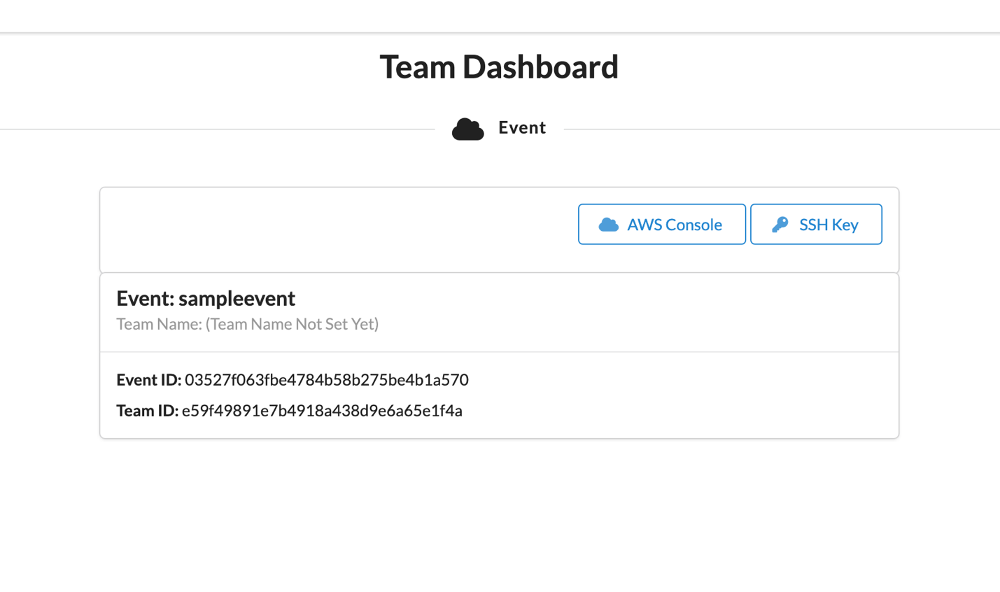 Team Dashboard
Event
AWS Console
SSH Key
Event: sampleevent
Team Name: (Team Name Not Set Yet)
Event ID: 03527f063fbe4784b58b275be4b1a570
Team ID: e59f49891e7b4918a438d9e6a65e1f4a